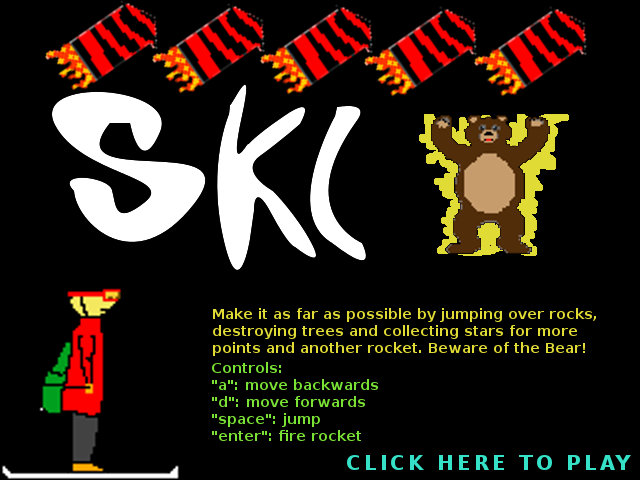 SKI
Make it as far as possible by jumping over rocks,
destroying trees and collecting stars for more
points and another rocket. Beware of the Bear!
Controls:
"a": move backwards
"d": move forwards
"space": jump
"enter": fire rocket
CLICK HERE TO PLAY